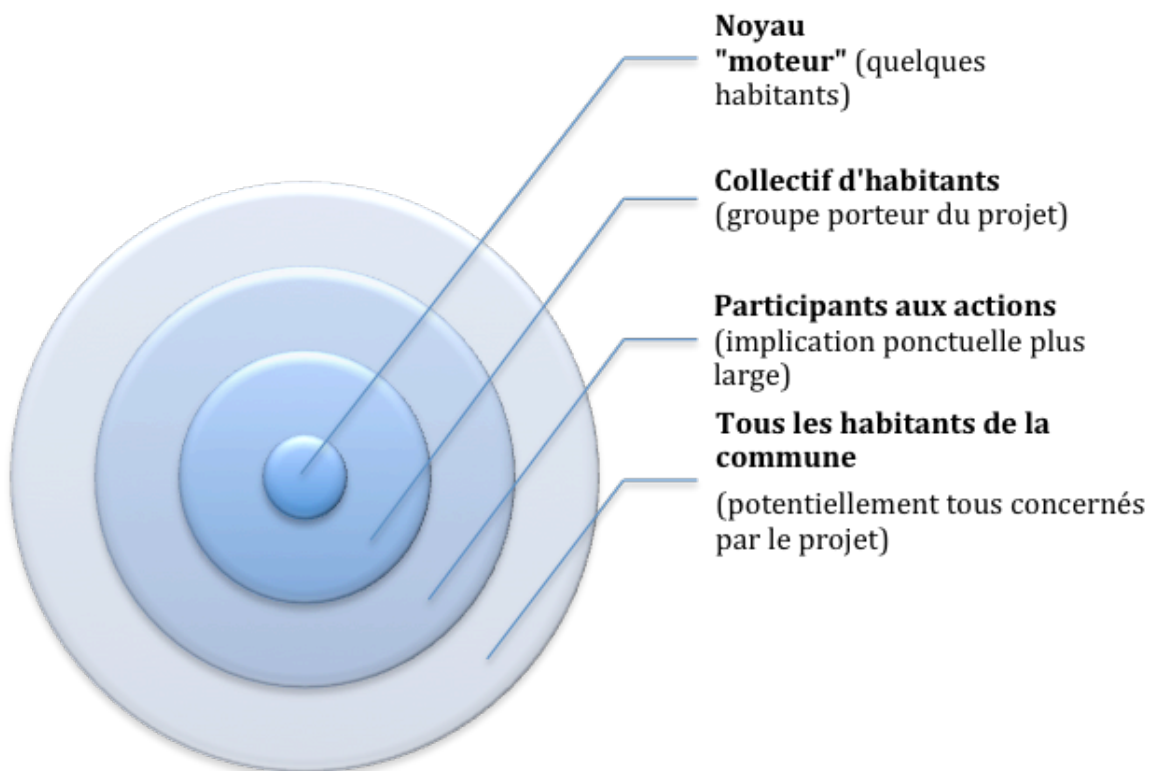 Noyau
"moteur" (quelques
habitants)
Collectif d'habitants
(groupe porteur du projet)
Participants aux actions
(implication ponctuelle plus
large)
Tous les habitants de la
commune
(potentiellement tous concernés
par le projet)